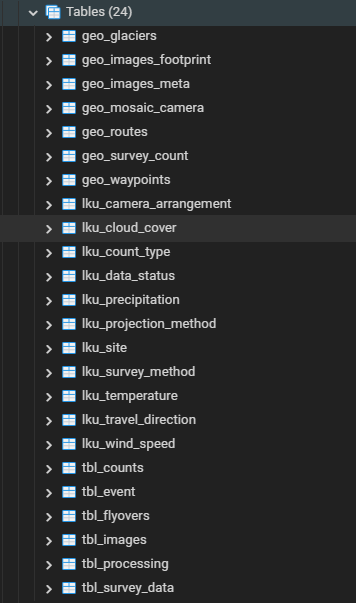 Tables (24)
geo_glaciers
geo_images_footprint
geo_images_meta
geo_mosaic_camera
geo_routes
geo_survey_count
geo_waypoints
lku_camera_arrangement
lku_cloud_cover
lku_count_type
lku_data_status
lku_precipitation
lku_projection_method
lku_site
lku_survey_method
lku_temperature
lku_travel_direction
lku_wind_speed
tbl_counts
tbl_event
tbl_flyovers
tbl_images
tbl_processing
tbl_survey_data